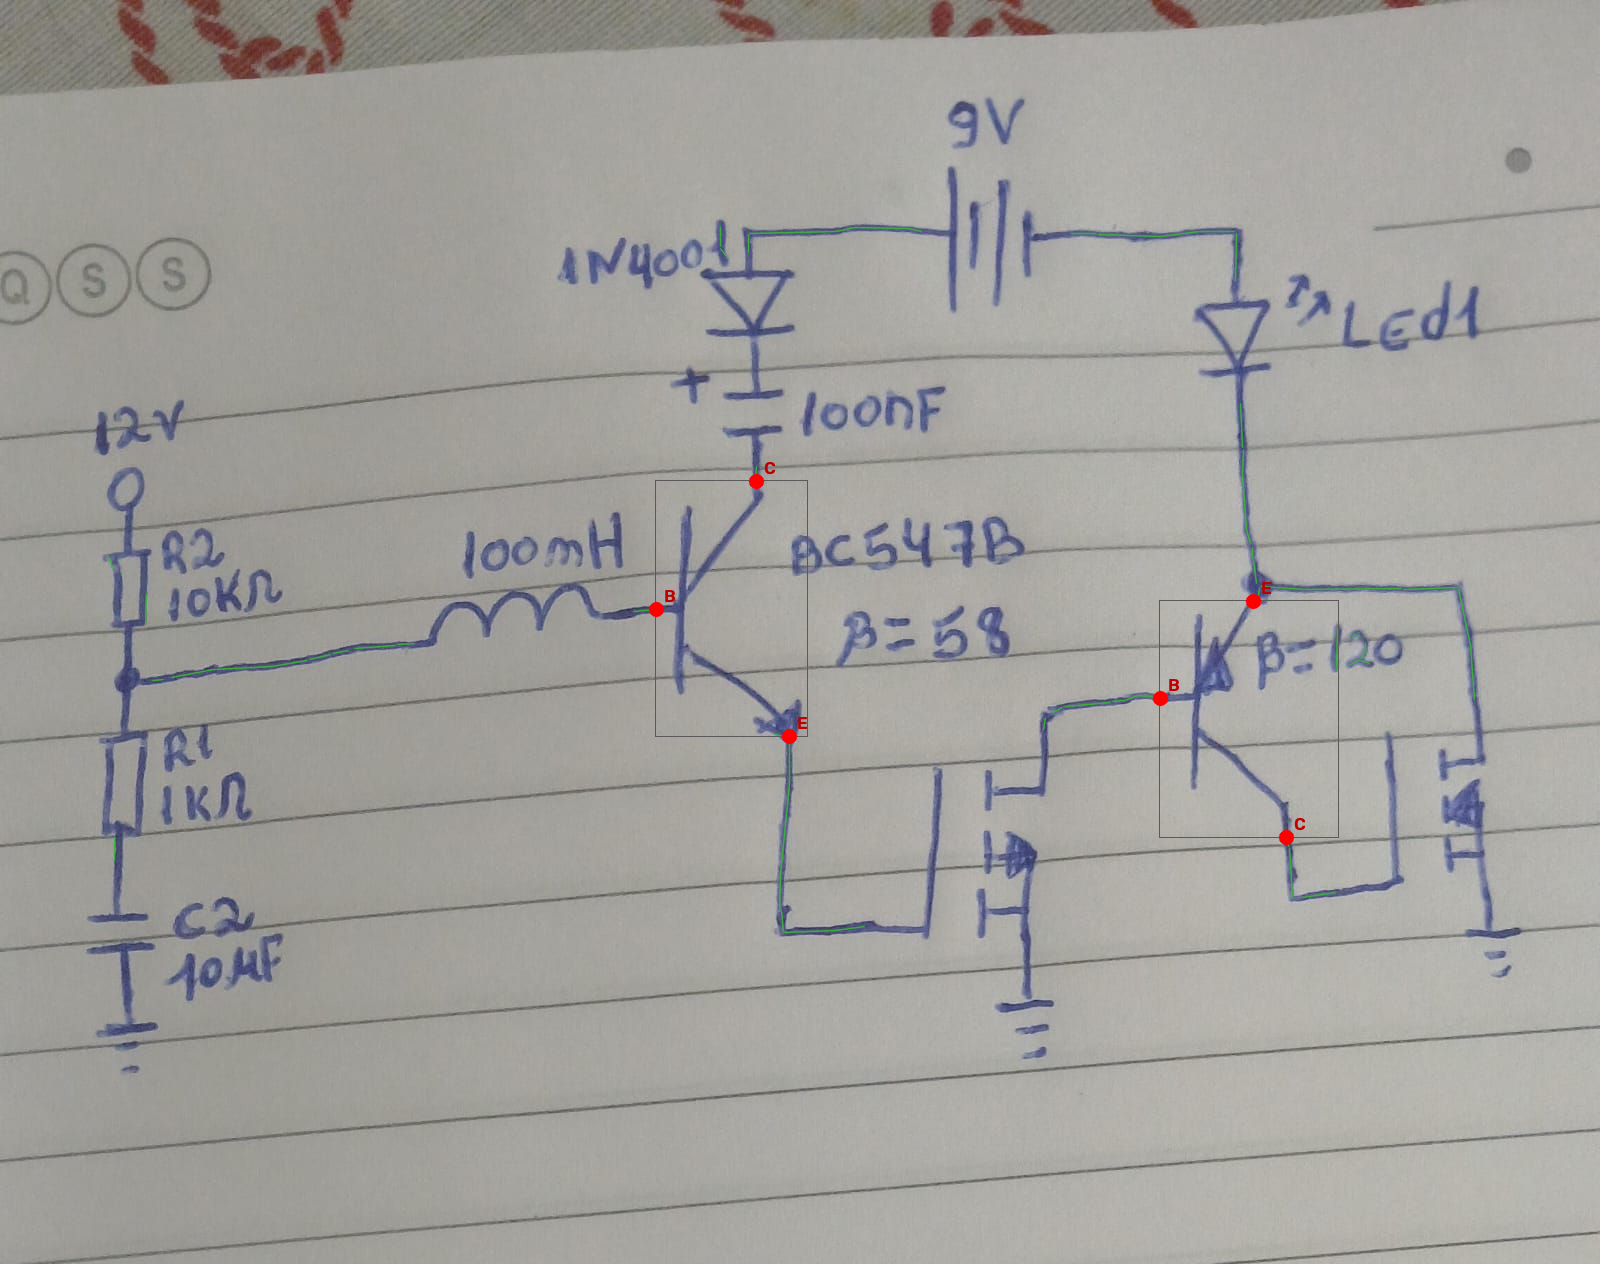 9V
1N4001
Q S S
LEd1
+
100nF
12V
R2
10KΩ
100mH
BC547B
β=58
C
B
E
E
β=120
B
C
R1
1KΩ
C2
10µF